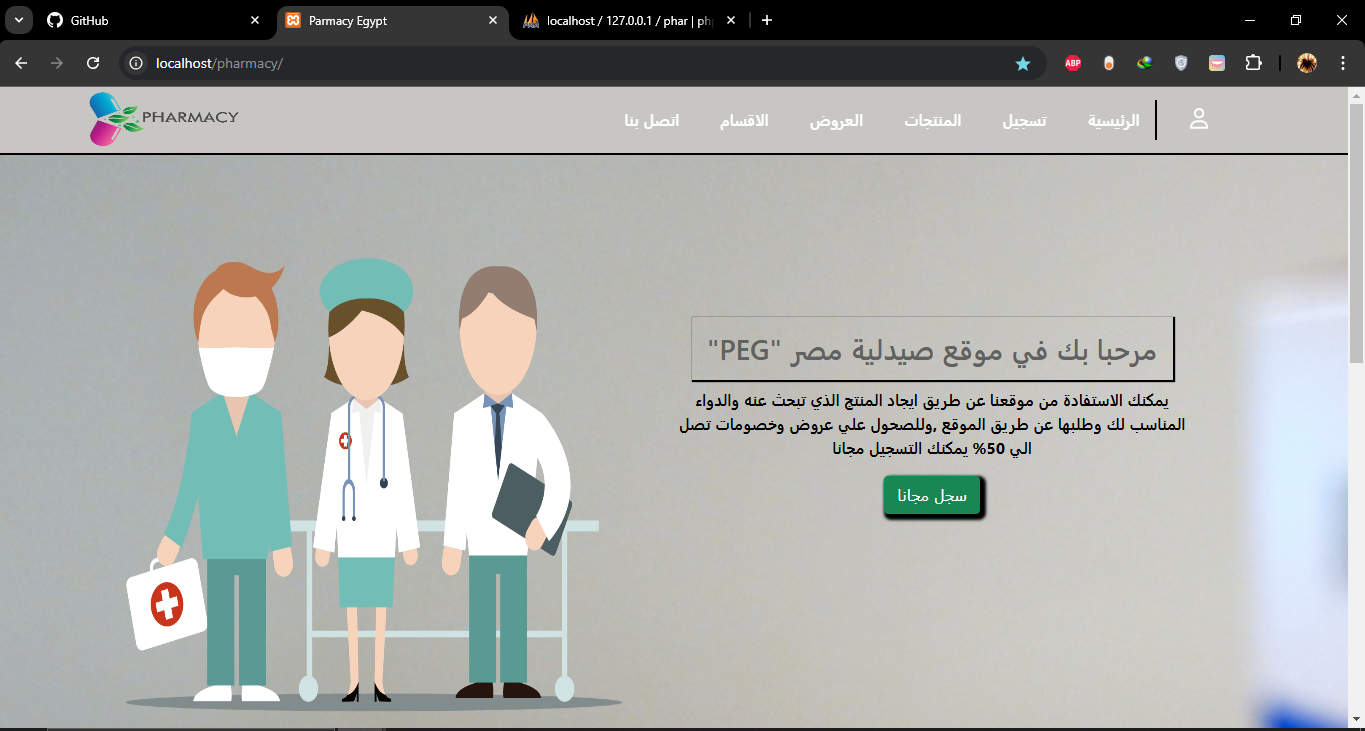 GitHub
Parmacy Egypt
localhost / 127.0.0.1 / phar | ph
localhost/pharmacy/
ABP
PHARMACY
الرئيسية
تسجيل
المنتجات
العروض
الاقسام
اتصل بنا
مرحبا بك في موقع صيدلية مصر "PEG"
يمكنك الاستفادة من موقعنا عن طريق ايجاد المنتج الذي تبحث عنه والدواء
المناسب لك وطلبها عن طريق الموقع ,وللصحول علي عروض وخصومات تصل
الي 50% يمكنك التسجيل مجانا
سجل مجانا